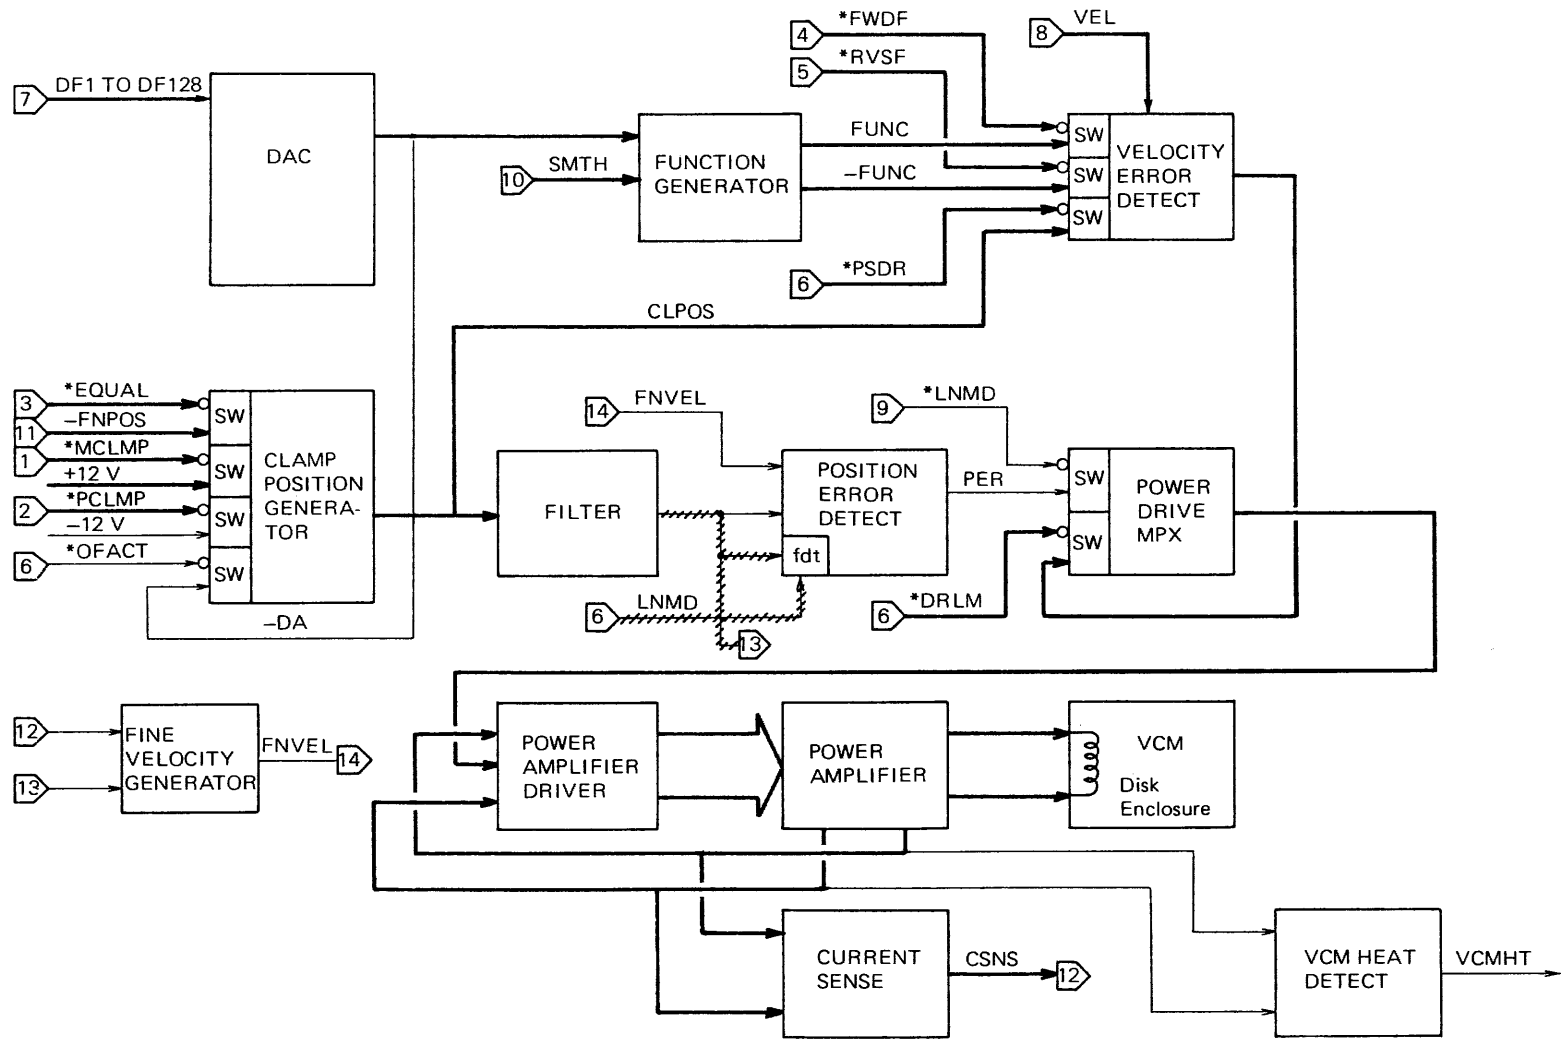 4 *FWDF
8 VEL
5 *RVSF
7 DF1 TO DF128
DAC
10 SMTH
FUNCTION
GENERATOR
FUNC
–FUNC
SW
SW
SW
VELOCITY
ERROR
DETECT
6 *PSDR
CLPOS
3 *EQUAL
11 –FNPOS
1 *MCLMP
+12 V
2 *PCLMP
–12 V
6 *OFACT
SW
SW
SW
SW
CLAMP
POSITION
GENERA-
TOR
–DA
FILTER
14 FNVEL
POSITION
ERROR
DETECT
fdt
6 LNMD
13
PER
9 *LNMD
SW
SW
POWER
DRIVE
MPX
6 *DRLM
12
13
FINE
VELOCITY
GENERATOR
FNVEL 14
POWER
AMPLIFIER
DRIVER
POWER
AMPLIFIER
VCM
Disk
Enclosure
CURRENT
SENSE
CSNS 12
VCM HEAT
DETECT
VCMHT